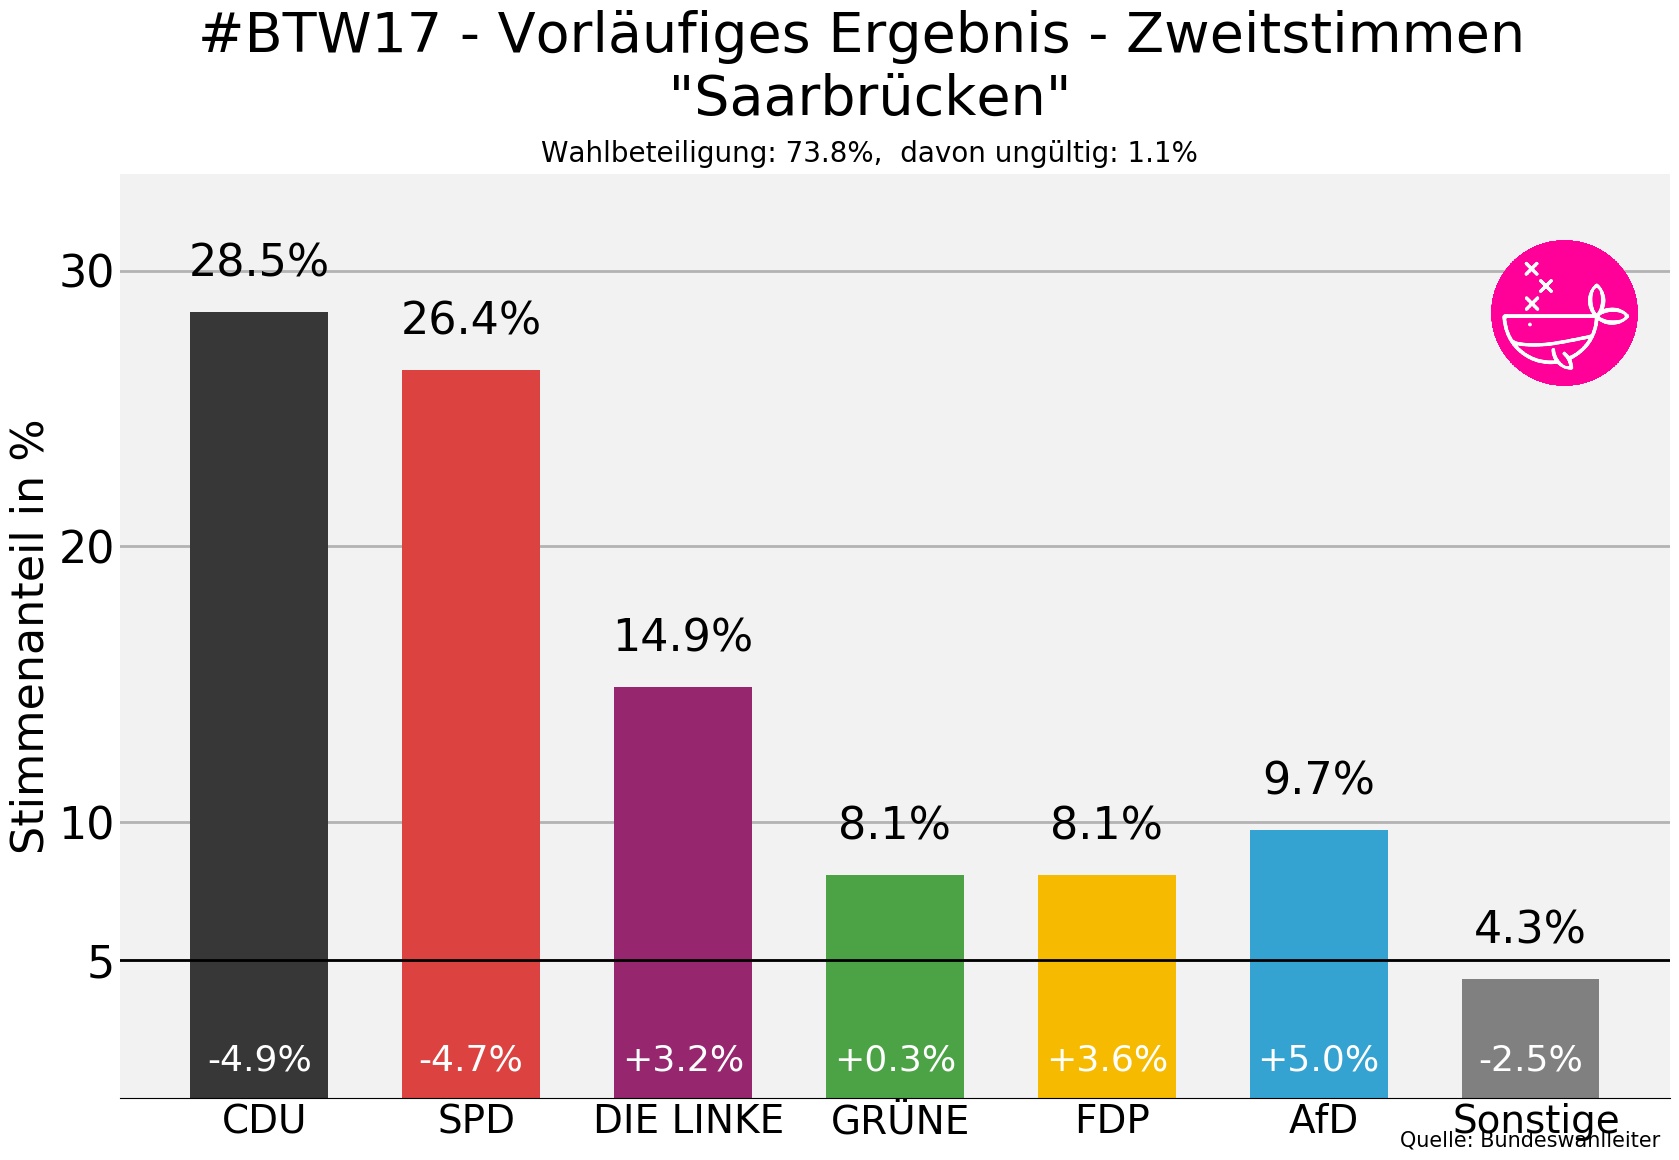 #BTW17 - Vorläufiges Ergebnis - Zweitstimmen
"Saarbrücken"
Wahlbeteiligung: 73.8%,  davon ungültig: 1.1%
Stimmenanteil in %
30
20
10
5
28.5%
26.4%
14.9%
8.1%
8.1%
9.7%
4.3%
-4.9%
-4.7%
+3.2%
+0.3%
+3.6%
+5.0%
-2.5%
CDU
SPD
DIE LINKE
GRÜNE
FDP
AfD
Sonstige
Quelle: Bundeswahlleiter